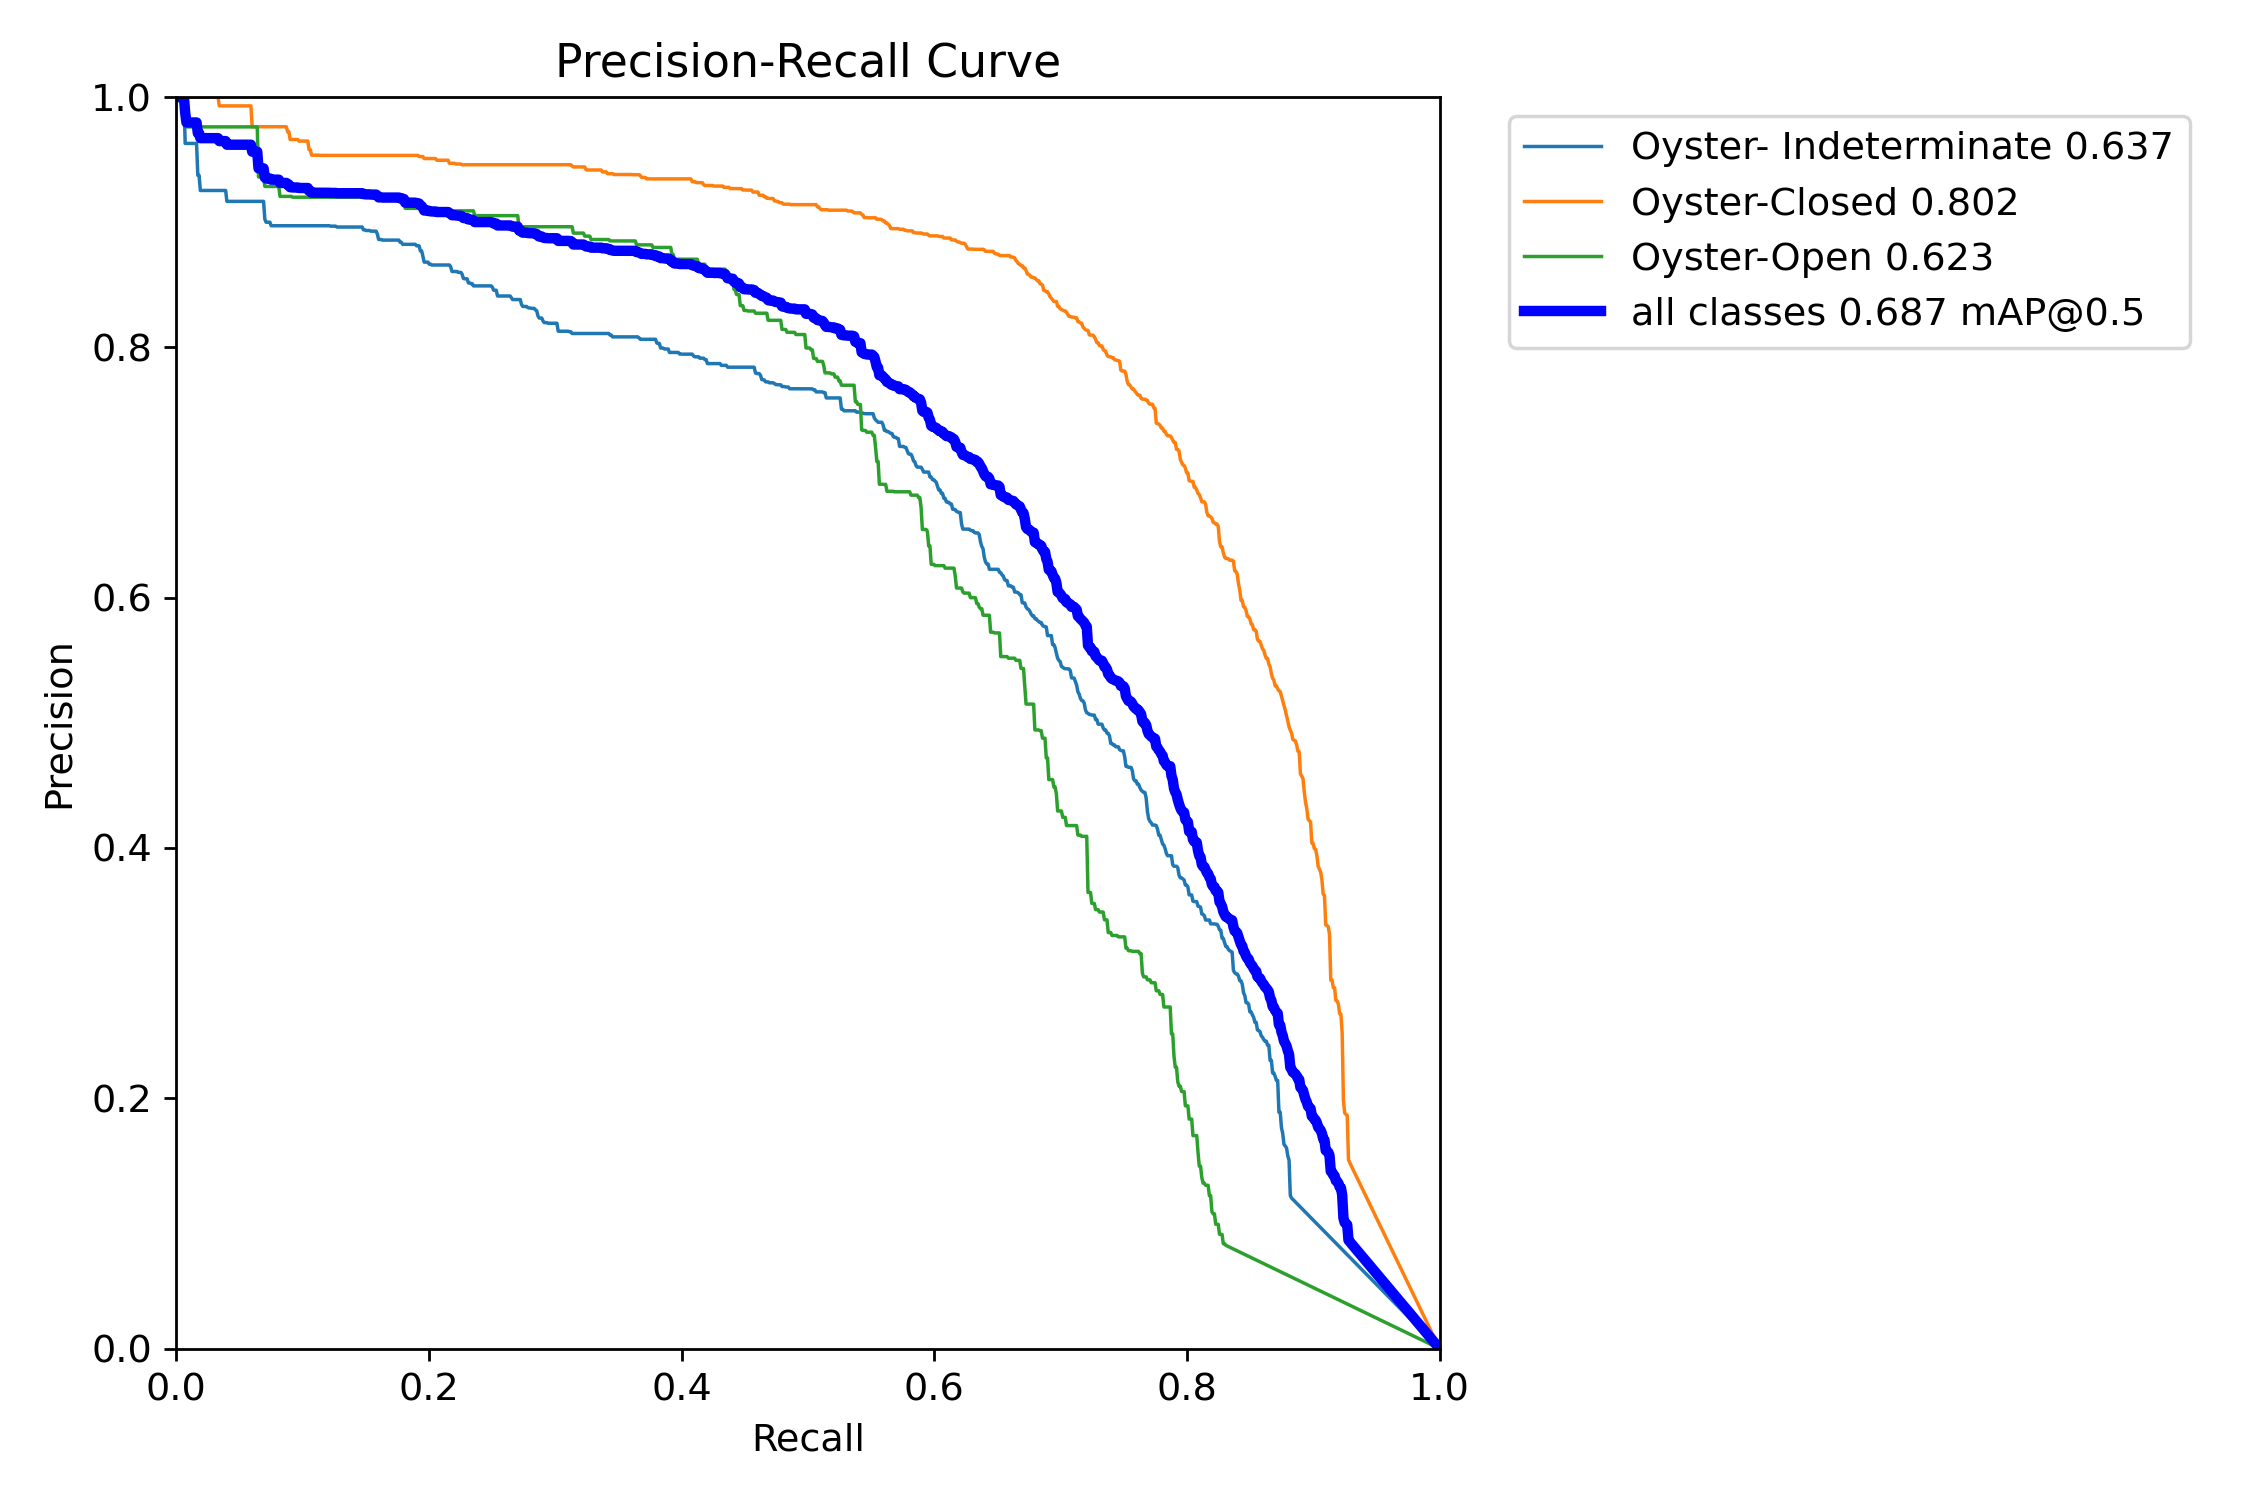 Precision-Recall Curve
1.0
0.8
0.6
0.4
0.2
0.0
Precision
0.0 0.2 0.4 0.6 0.8 1.0
Recall
Oyster- Indeterminate 0.637
Oyster-Closed 0.802
Oyster-Open 0.623
all classes 0.687 mAP@0.5